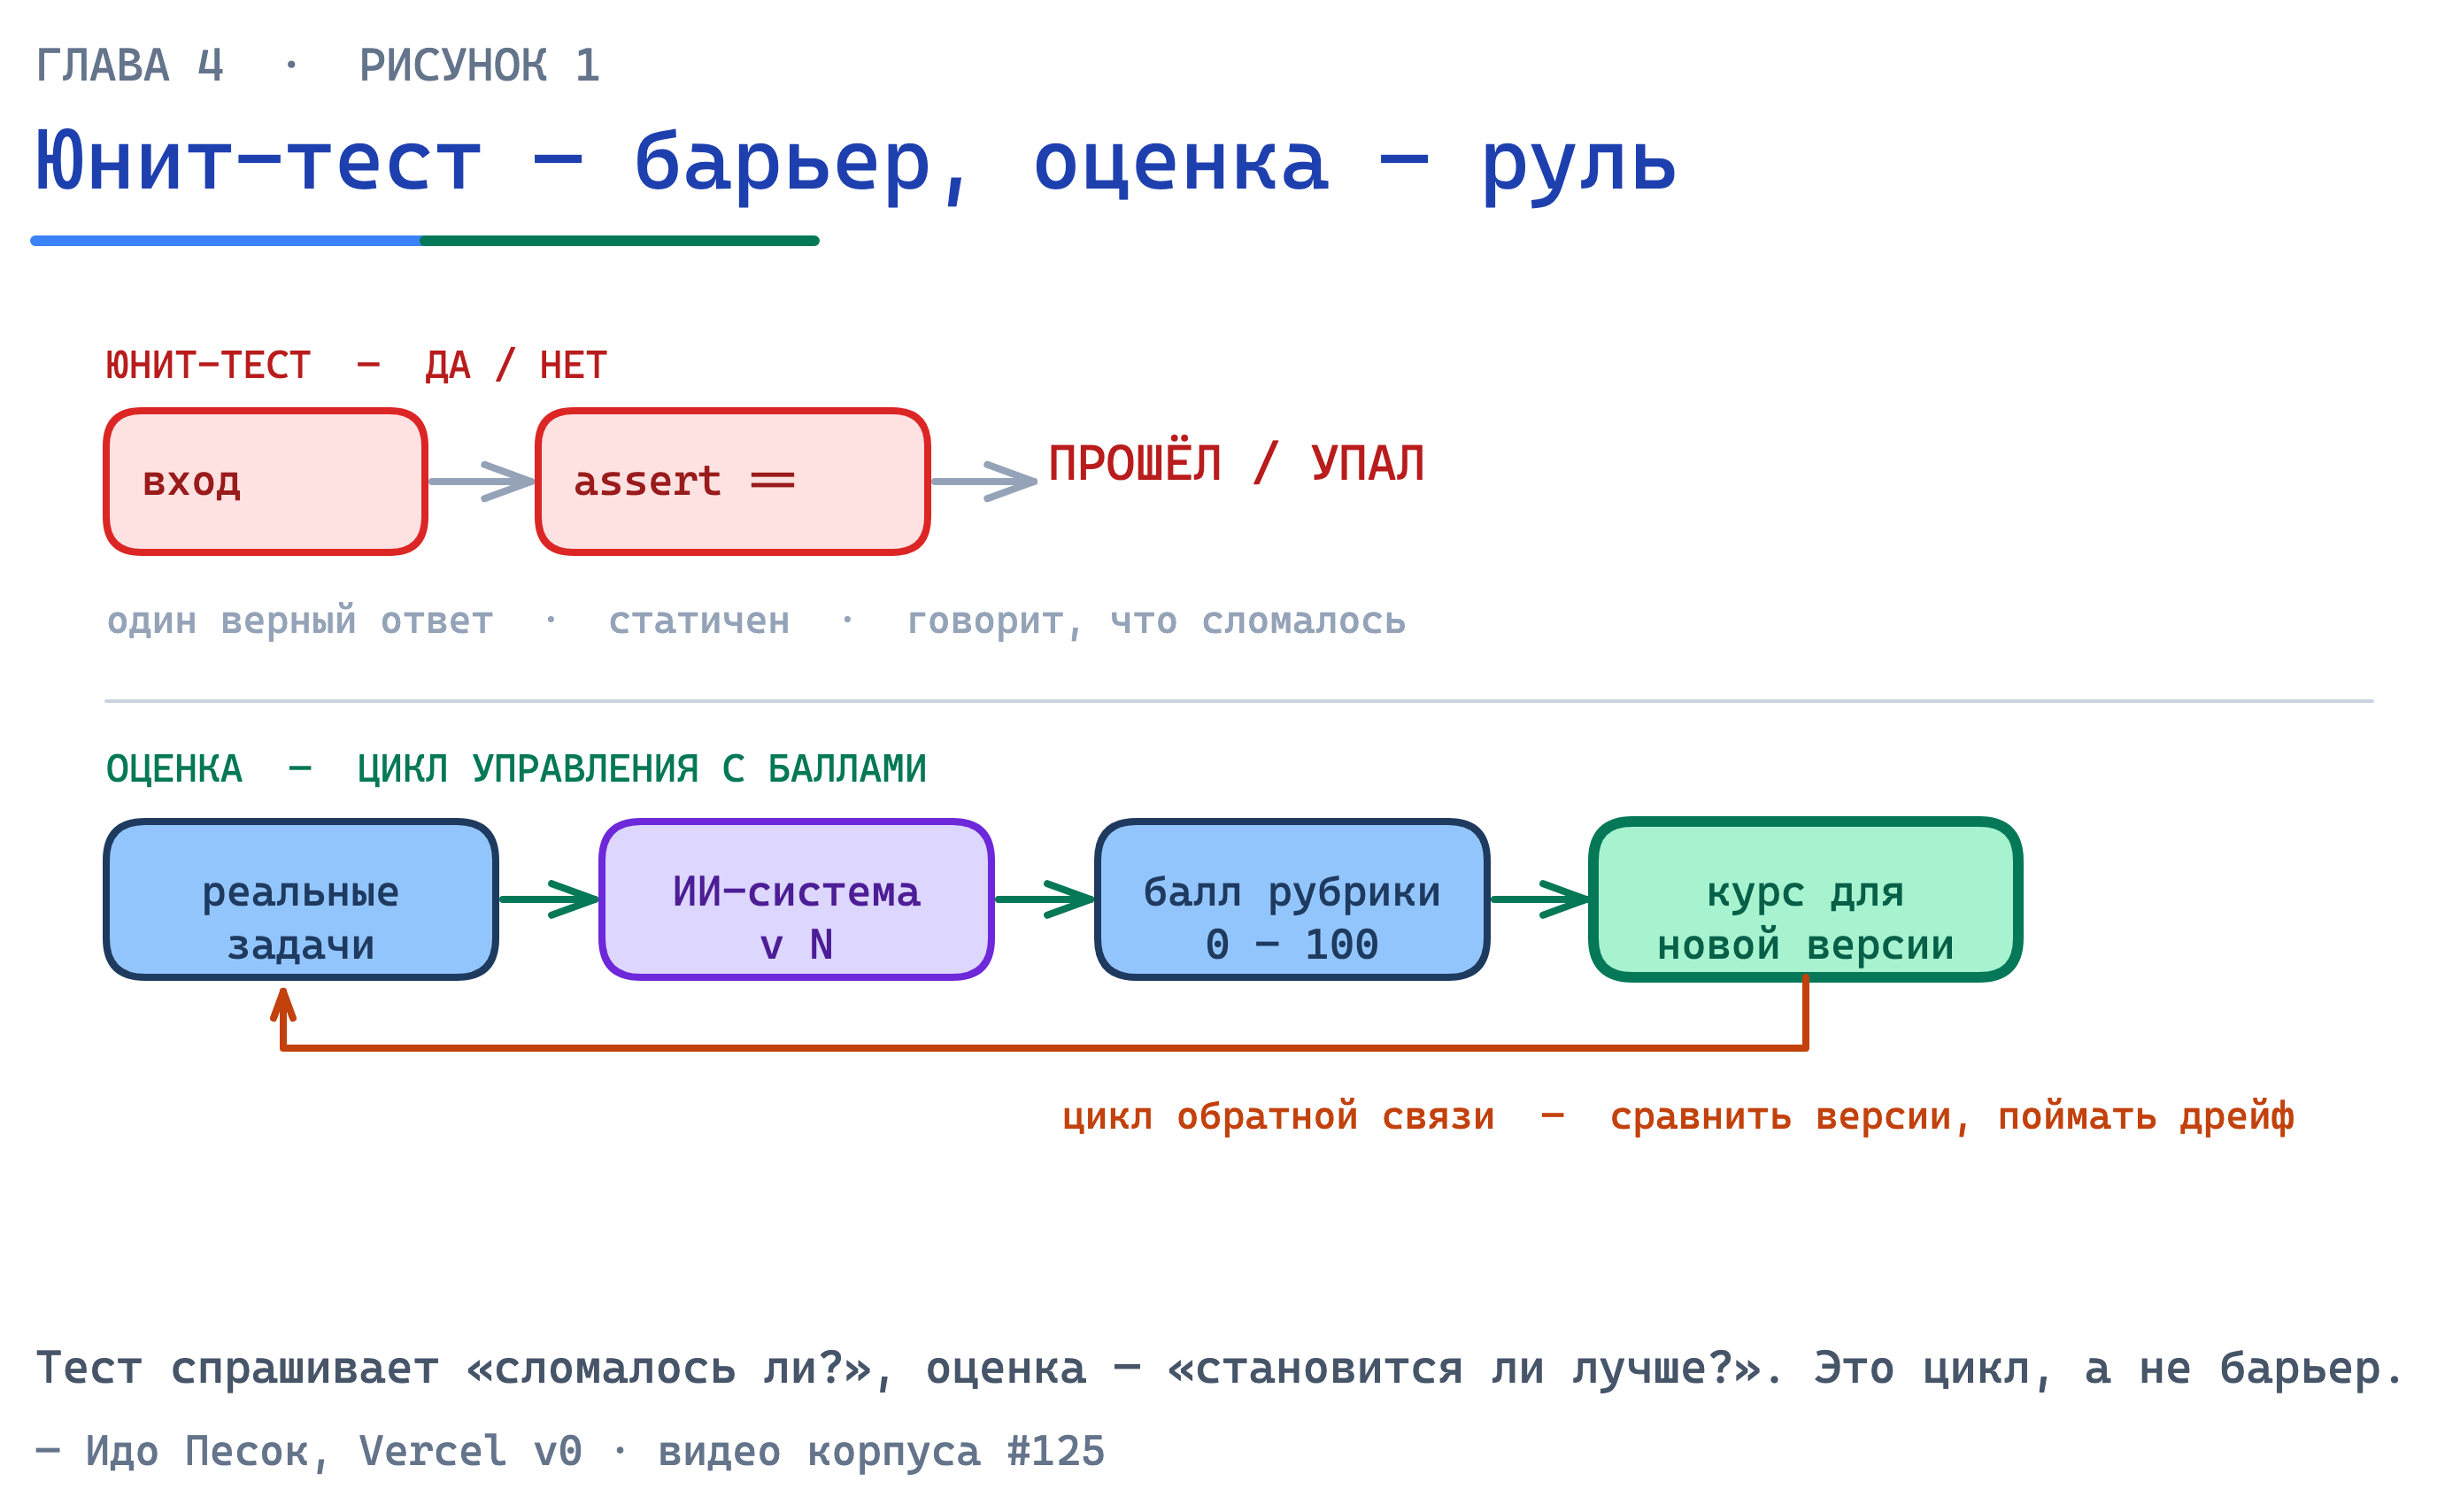 ГЛАВА 4 · РИСУНОК 1
Юнит-тест — барьер, оценка — руль
ЮНИТ-ТЕСТ — ДА / НЕТ
вход
assert ==
ПРОШЁЛ / УПАЛ
один верный ответ · статичен · говорит, что сломалось
ОЦЕНКА — ЦИКЛ УПРАВЛЕНИЯ С БАЛЛАМИ
реальные
задачи
ИИ-система
v N
балл рубрики
0 – 100
курс для
новой версии
цикл обратной связи — сравнить версии, поймать дрейф
Тест спрашивает «сломалось ли?», оценка — «становится ли лучше?». Это цикл, а не барьер.
— Идо Песок, Vercel v0 · видео корпуса #125